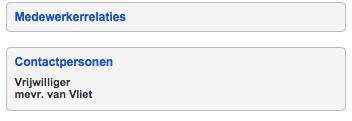 Medewerkerrelaties
Contactpersonen
Vrijwilliger
mevr. van Vliet